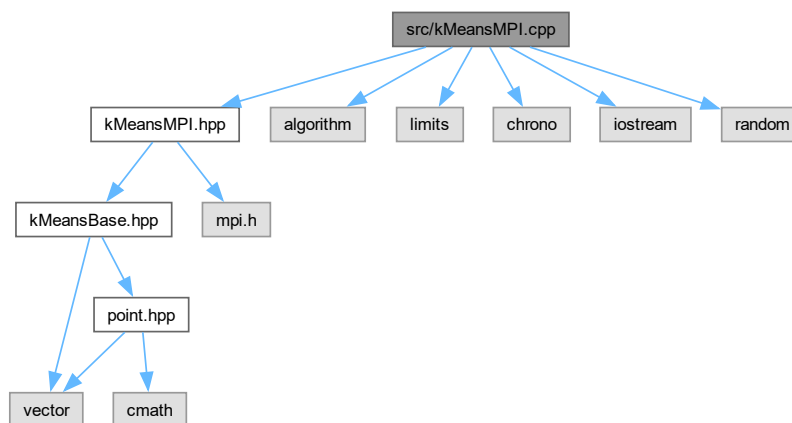 src/kMeansMPI.cpp
kMeansMPI.hpp
algorithm
limits
chrono
iostream
random
kMeansBase.hpp
mpi.h
point.hpp
vector
cmath